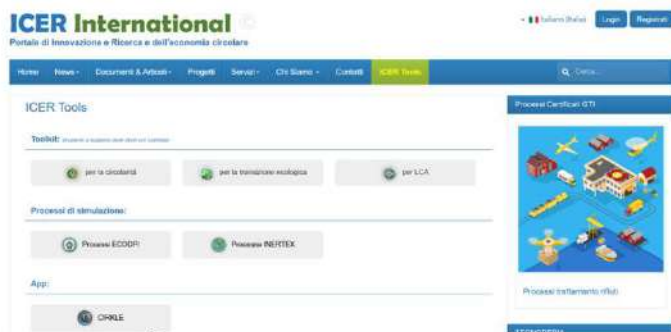 ICER International
Portale di Innovazione e Ricerca e dell'economia circolare
Italiano (Italia) Login Registrati
Home News Documenti & Articoli Progetti Servizi Chi Siamo Contatti ICER Tools Cerca...
ICER Tools
Processi Certificati GTI
Toolkit:
per la circolarità per la transizione ecologica per LCA
Processi di simulazione:
Processi ECODPI Processi INERTEX
Processi trattamento rifiuti
App:
CIRKLE